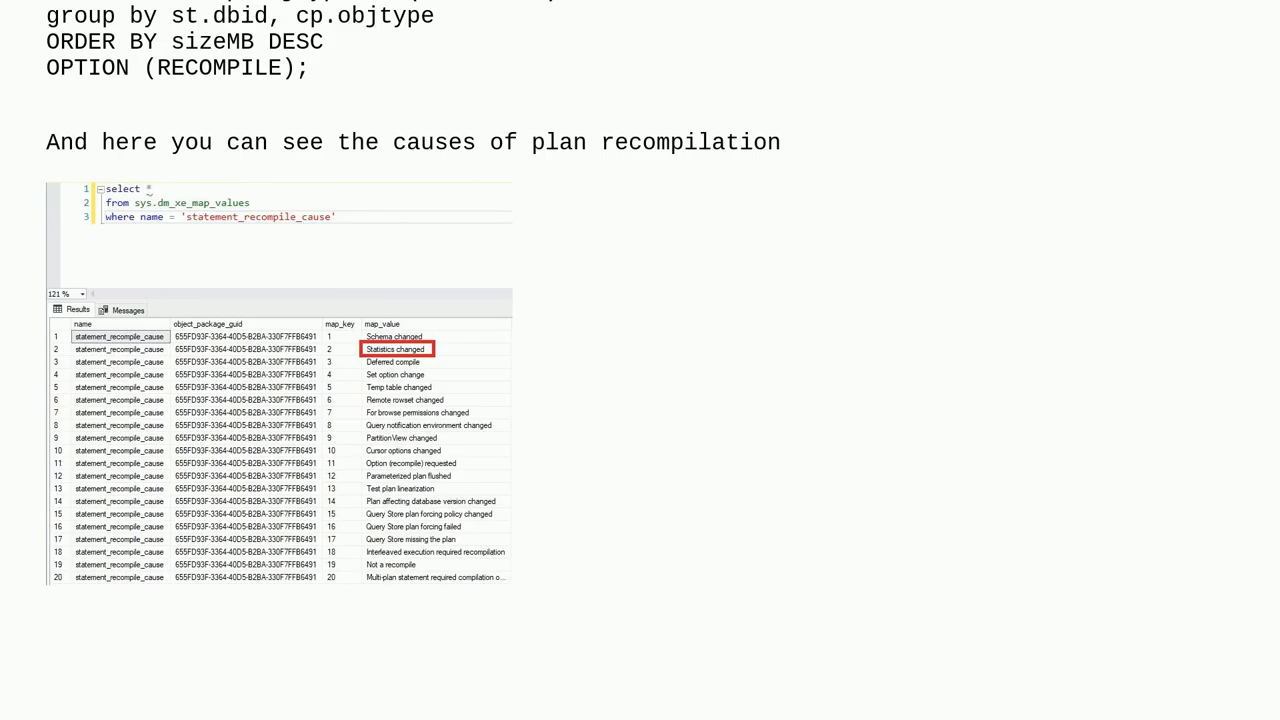 group by st.dbid, cp.objtype
ORDER BY sizeMB DESC
OPTION (RECOMPILE);
And here you can see the causes of plan recompilation
1 select *
2 from sys.dm_xe_map_values
3 where name = 'statement_recompile_cause'
121 %
Results Messages
name object_package_guid map_key map_value
1 statement_recompile_cause 655FD93F-3364-40D5-B2BA-330F7FFB6491 1 Schema changed
2 statement_recompile_cause 655FD93F-3364-40D5-B2BA-330F7FFB6491 2 Statistics changed
3 statement_recompile_cause 655FD93F-3364-40D5-B2BA-330F7FFB6491 3 Deferred compile
4 statement_recompile_cause 655FD93F-3364-40D5-B2BA-330F7FFB6491 4 Set option change
5 statement_recompile_cause 655FD93F-3364-40D5-B2BA-330F7FFB6491 5 Temp table changed
6 statement_recompile_cause 655FD93F-3364-40D5-B2BA-330F7FFB6491 6 Remote rowset changed
7 statement_recompile_cause 655FD93F-3364-40D5-B2BA-330F7FFB6491 7 For browse permissions changed
8 statement_recompile_cause 655FD93F-3364-40D5-B2BA-330F7FFB6491 8 Query notification environment changed
9 statement_recompile_cause 655FD93F-3364-40D5-B2BA-330F7FFB6491 9 PartitionView changed
10 statement_recompile_cause 655FD93F-3364-40D5-B2BA-330F7FFB6491 10 Cursor options changed
11 statement_recompile_cause 655FD93F-3364-40D5-B2BA-330F7FFB6491 11 Option (recompile) requested
12 statement_recompile_cause 655FD93F-3364-40D5-B2BA-330F7FFB6491 12 Parameterized plan flushed
13 statement_recompile_cause 655FD93F-3364-40D5-B2BA-330F7FFB6491 13 Test plan linearization
14 statement_recompile_cause 655FD93F-3364-40D5-B2BA-330F7FFB6491 14 Plan affecting database version changed
15 statement_recompile_cause 655FD93F-3364-40D5-B2BA-330F7FFB6491 15 Query Store plan forcing policy changed
16 statement_recompile_cause 655FD93F-3364-40D5-B2BA-330F7FFB6491 16 Query Store plan forcing failed
17 statement_recompile_cause 655FD93F-3364-40D5-B2BA-330F7FFB6491 17 Query Store missing the plan
18 statement_recompile_cause 655FD93F-3364-40D5-B2BA-330F7FFB6491 18 Interleaved execution required recompilation
19 statement_recompile_cause 655FD93F-3364-40D5-B2BA-330F7FFB6491 19 Not a recompile
20 statement_recompile_cause 655FD93F-3364-40D5-B2BA-330F7FFB6491 20 Multi-plan statement required compilation o...